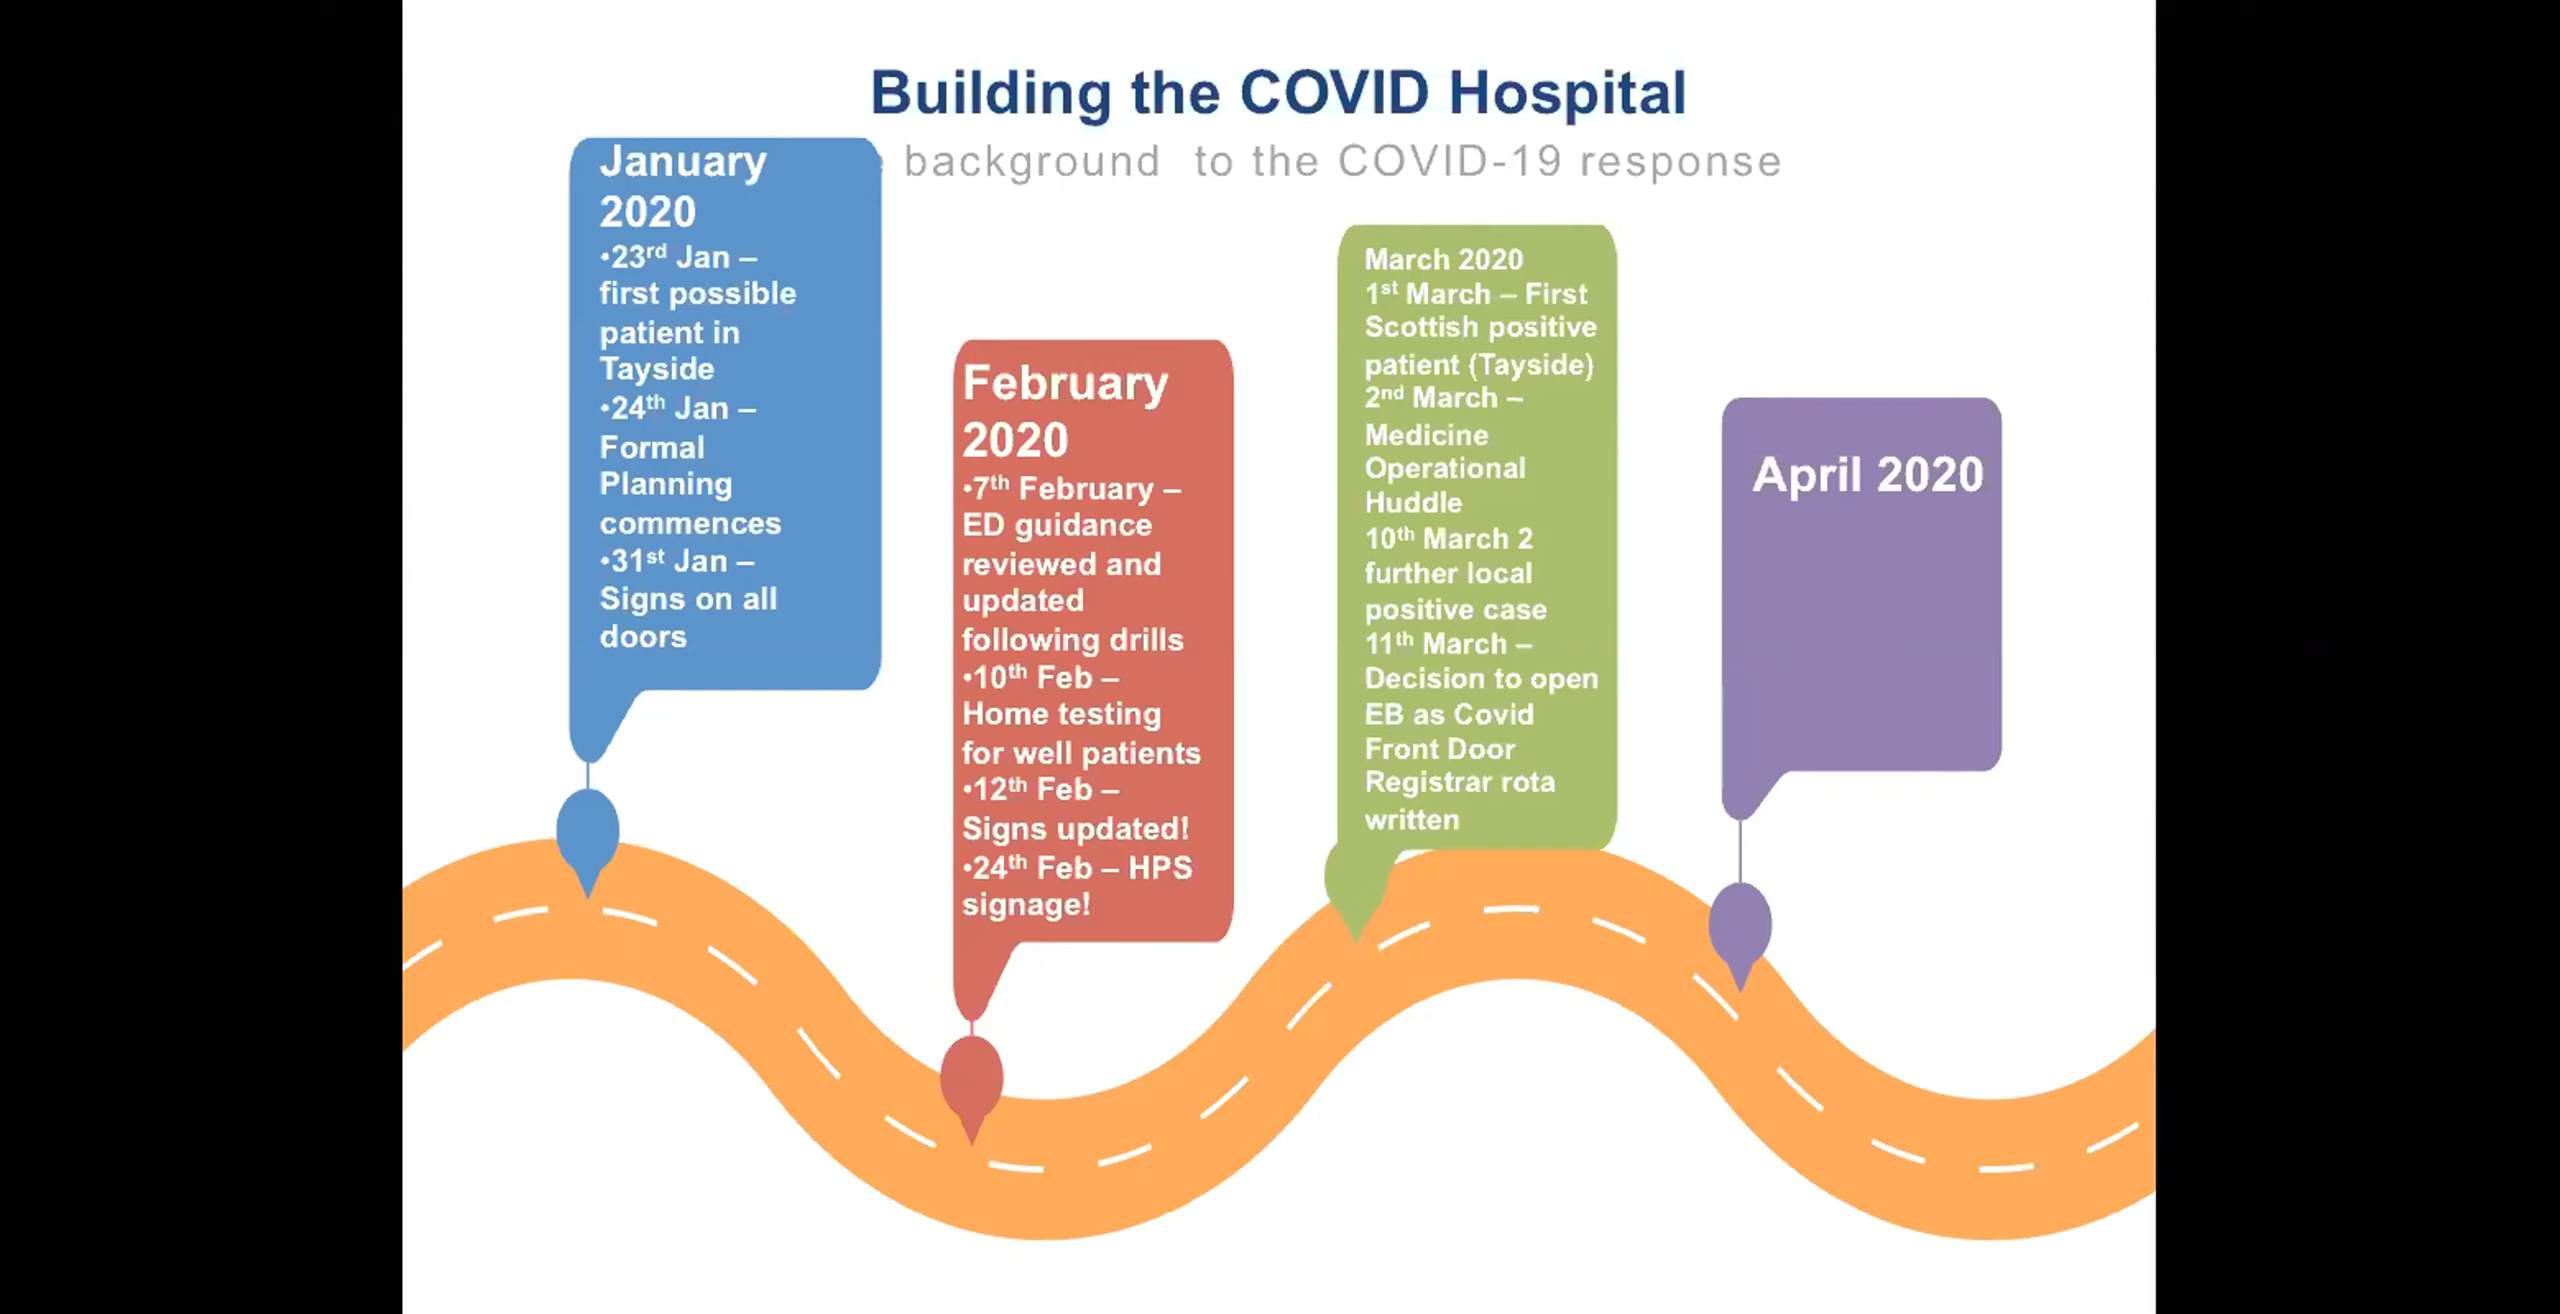 Building the COVID Hospital
background to the COVID-19 response
January
2020
•23rd Jan –
first possible
patient in
Tayside
•24th Jan –
Formal
Planning
commences
•31st Jan –
Signs on all
doors
February
2020
•7th February –
ED guidance
reviewed and
updated
following drills
•10th Feb –
Home testing
for well patients
•12th Feb –
Signs updated!
•24th Feb – HPS
signage!
March 2020
1st March – First
Scottish positive
patient (Tayside)
2nd March –
Medicine
Operational
Huddle
10th March 2
further local
positive case
11th March –
Decision to open
EB as Covid
Front Door
Registrar rota
written
April 2020